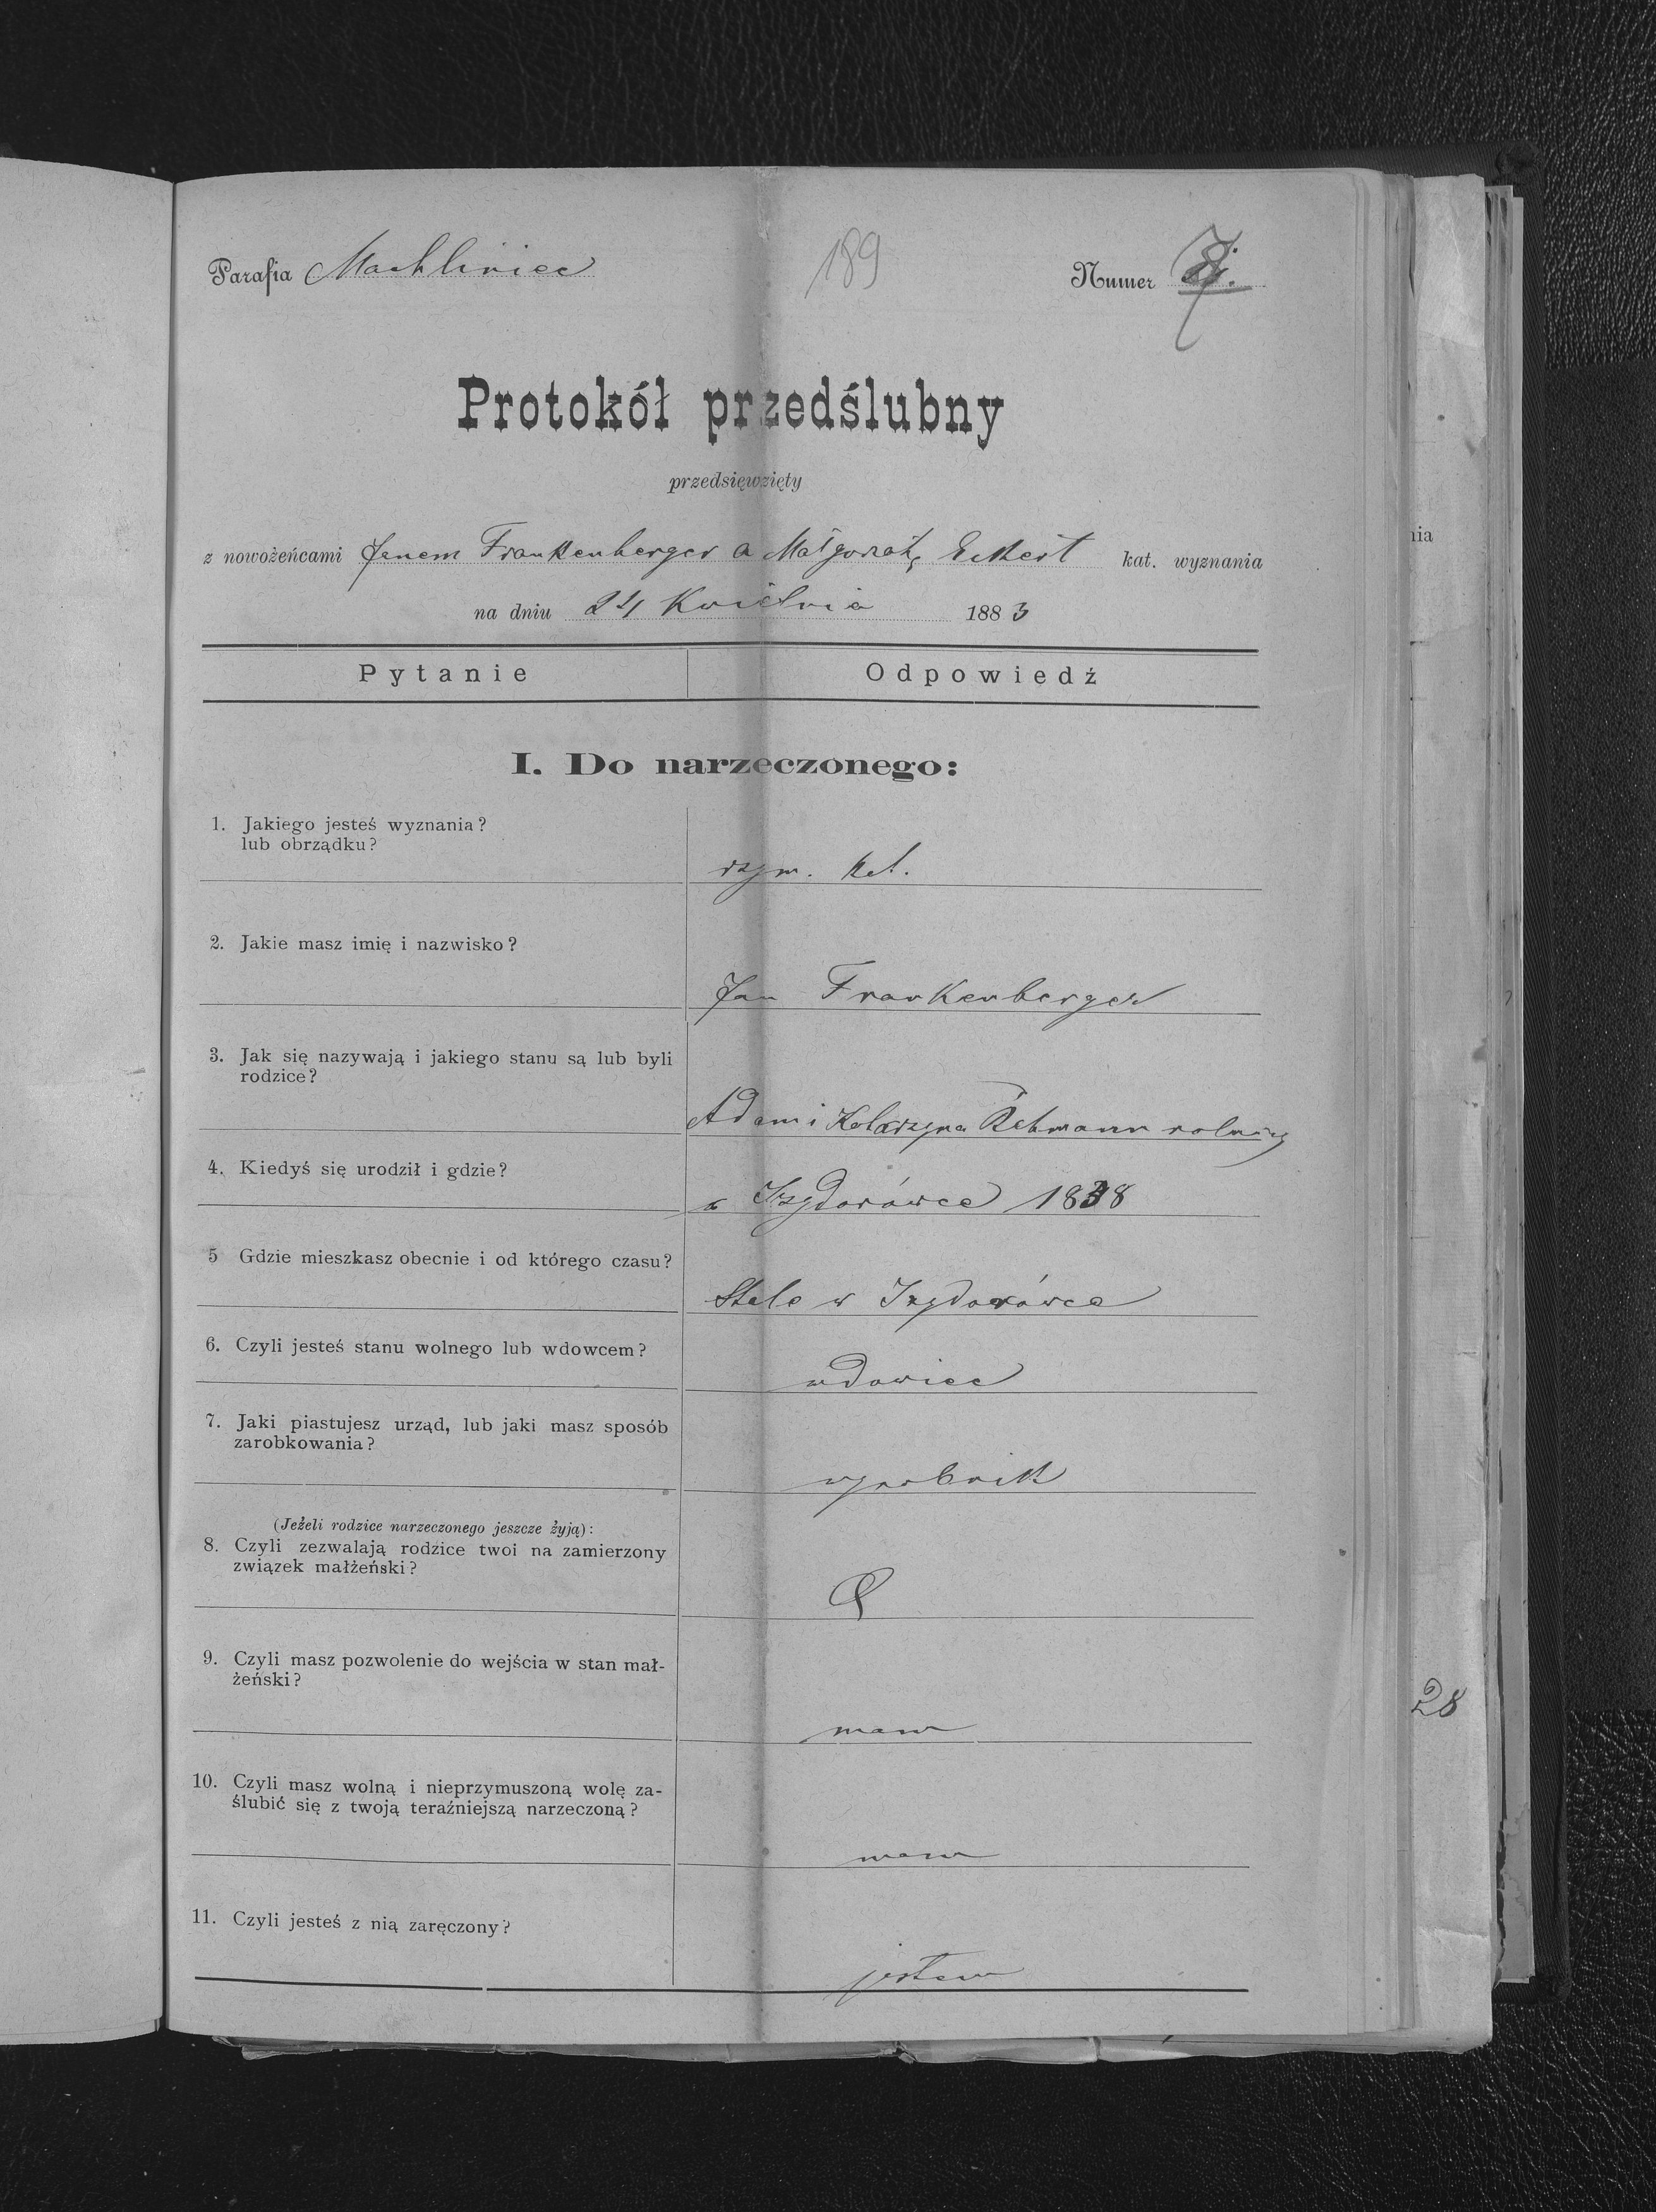 Parafia Machliniec
189
Numer 7
Protokół przedślubny
przedsięwzięty
z nowożeńcami Janem Frankenberger a Małgorzatą Eckert kat. wyznania
na dniu 24 Kwietnia 1883
Pytanie Odpowiedź
I. Do narzeczonego:
1. Jakiego jesteś wyznania?
lub obrządku?
rzym. kat.
2. Jakie masz imię i nazwisko?
Jan Frankenberger
3. Jak się nazywają i jakiego stanu są lub byli
rodzice?
Adam i Katarzyna Rehmann rolnicy
4. Kiedyś się urodził i gdzie?
w Izydorówce 1838
5 Gdzie mieszkasz obecnie i od którego czasu?
Stale w Izydorówce
6. Czyli jesteś stanu wolnego lub wdowcem?
wdowiec
7. Jaki piastujesz urząd, lub jaki masz sposób
zarobkowania?
wyrobnik
(Jeżeli rodzice narzeczonego jeszcze żyją):
8. Czyli zezwalają rodzice twoi na zamierzony
związek małżeński?
9. Czyli masz pozwolenie do wejścia w stan mał-
żeński?
mam
10. Czyli masz wolną i nieprzymuszoną wolę za-
ślubić się z twoją teraźniejszą narzeczoną?
mam
11. Czyli jesteś z nią zaręczony?
jestem
nia
28